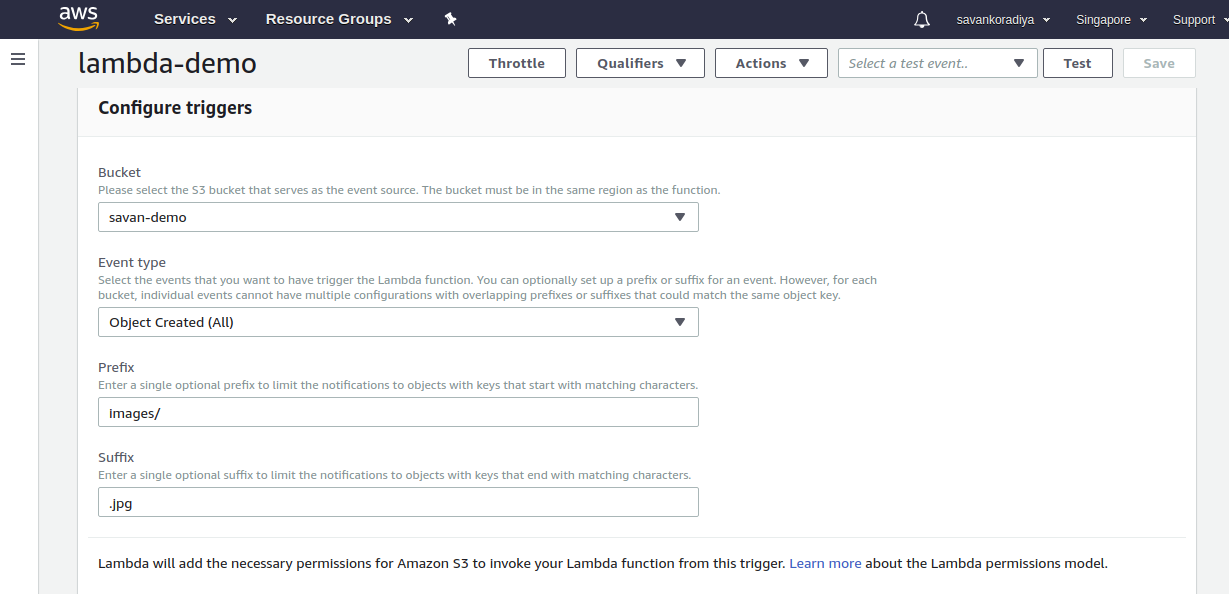 aws Services Resource Groups savankoradiya Singapore Support
lambda-demo Throttle Qualifiers Actions Select a test event.. Test Save
Configure triggers
Bucket
Please select the S3 bucket that serves as the event source. The bucket must be in the same region as the function.
savan-demo
Event type
Select the events that you want to have trigger the Lambda function. You can optionally set up a prefix or suffix for an event. However, for each
bucket, individual events cannot have multiple configurations with overlapping prefixes or suffixes that could match the same object key.
Object Created (All)
Prefix
Enter a single optional prefix to limit the notifications to objects with keys that start with matching characters.
images/
Suffix
Enter a single optional suffix to limit the notifications to objects with keys that end with matching characters.
.jpg
Lambda will add the necessary permissions for Amazon S3 to invoke your Lambda function from this trigger. Learn more about the Lambda permissions model.